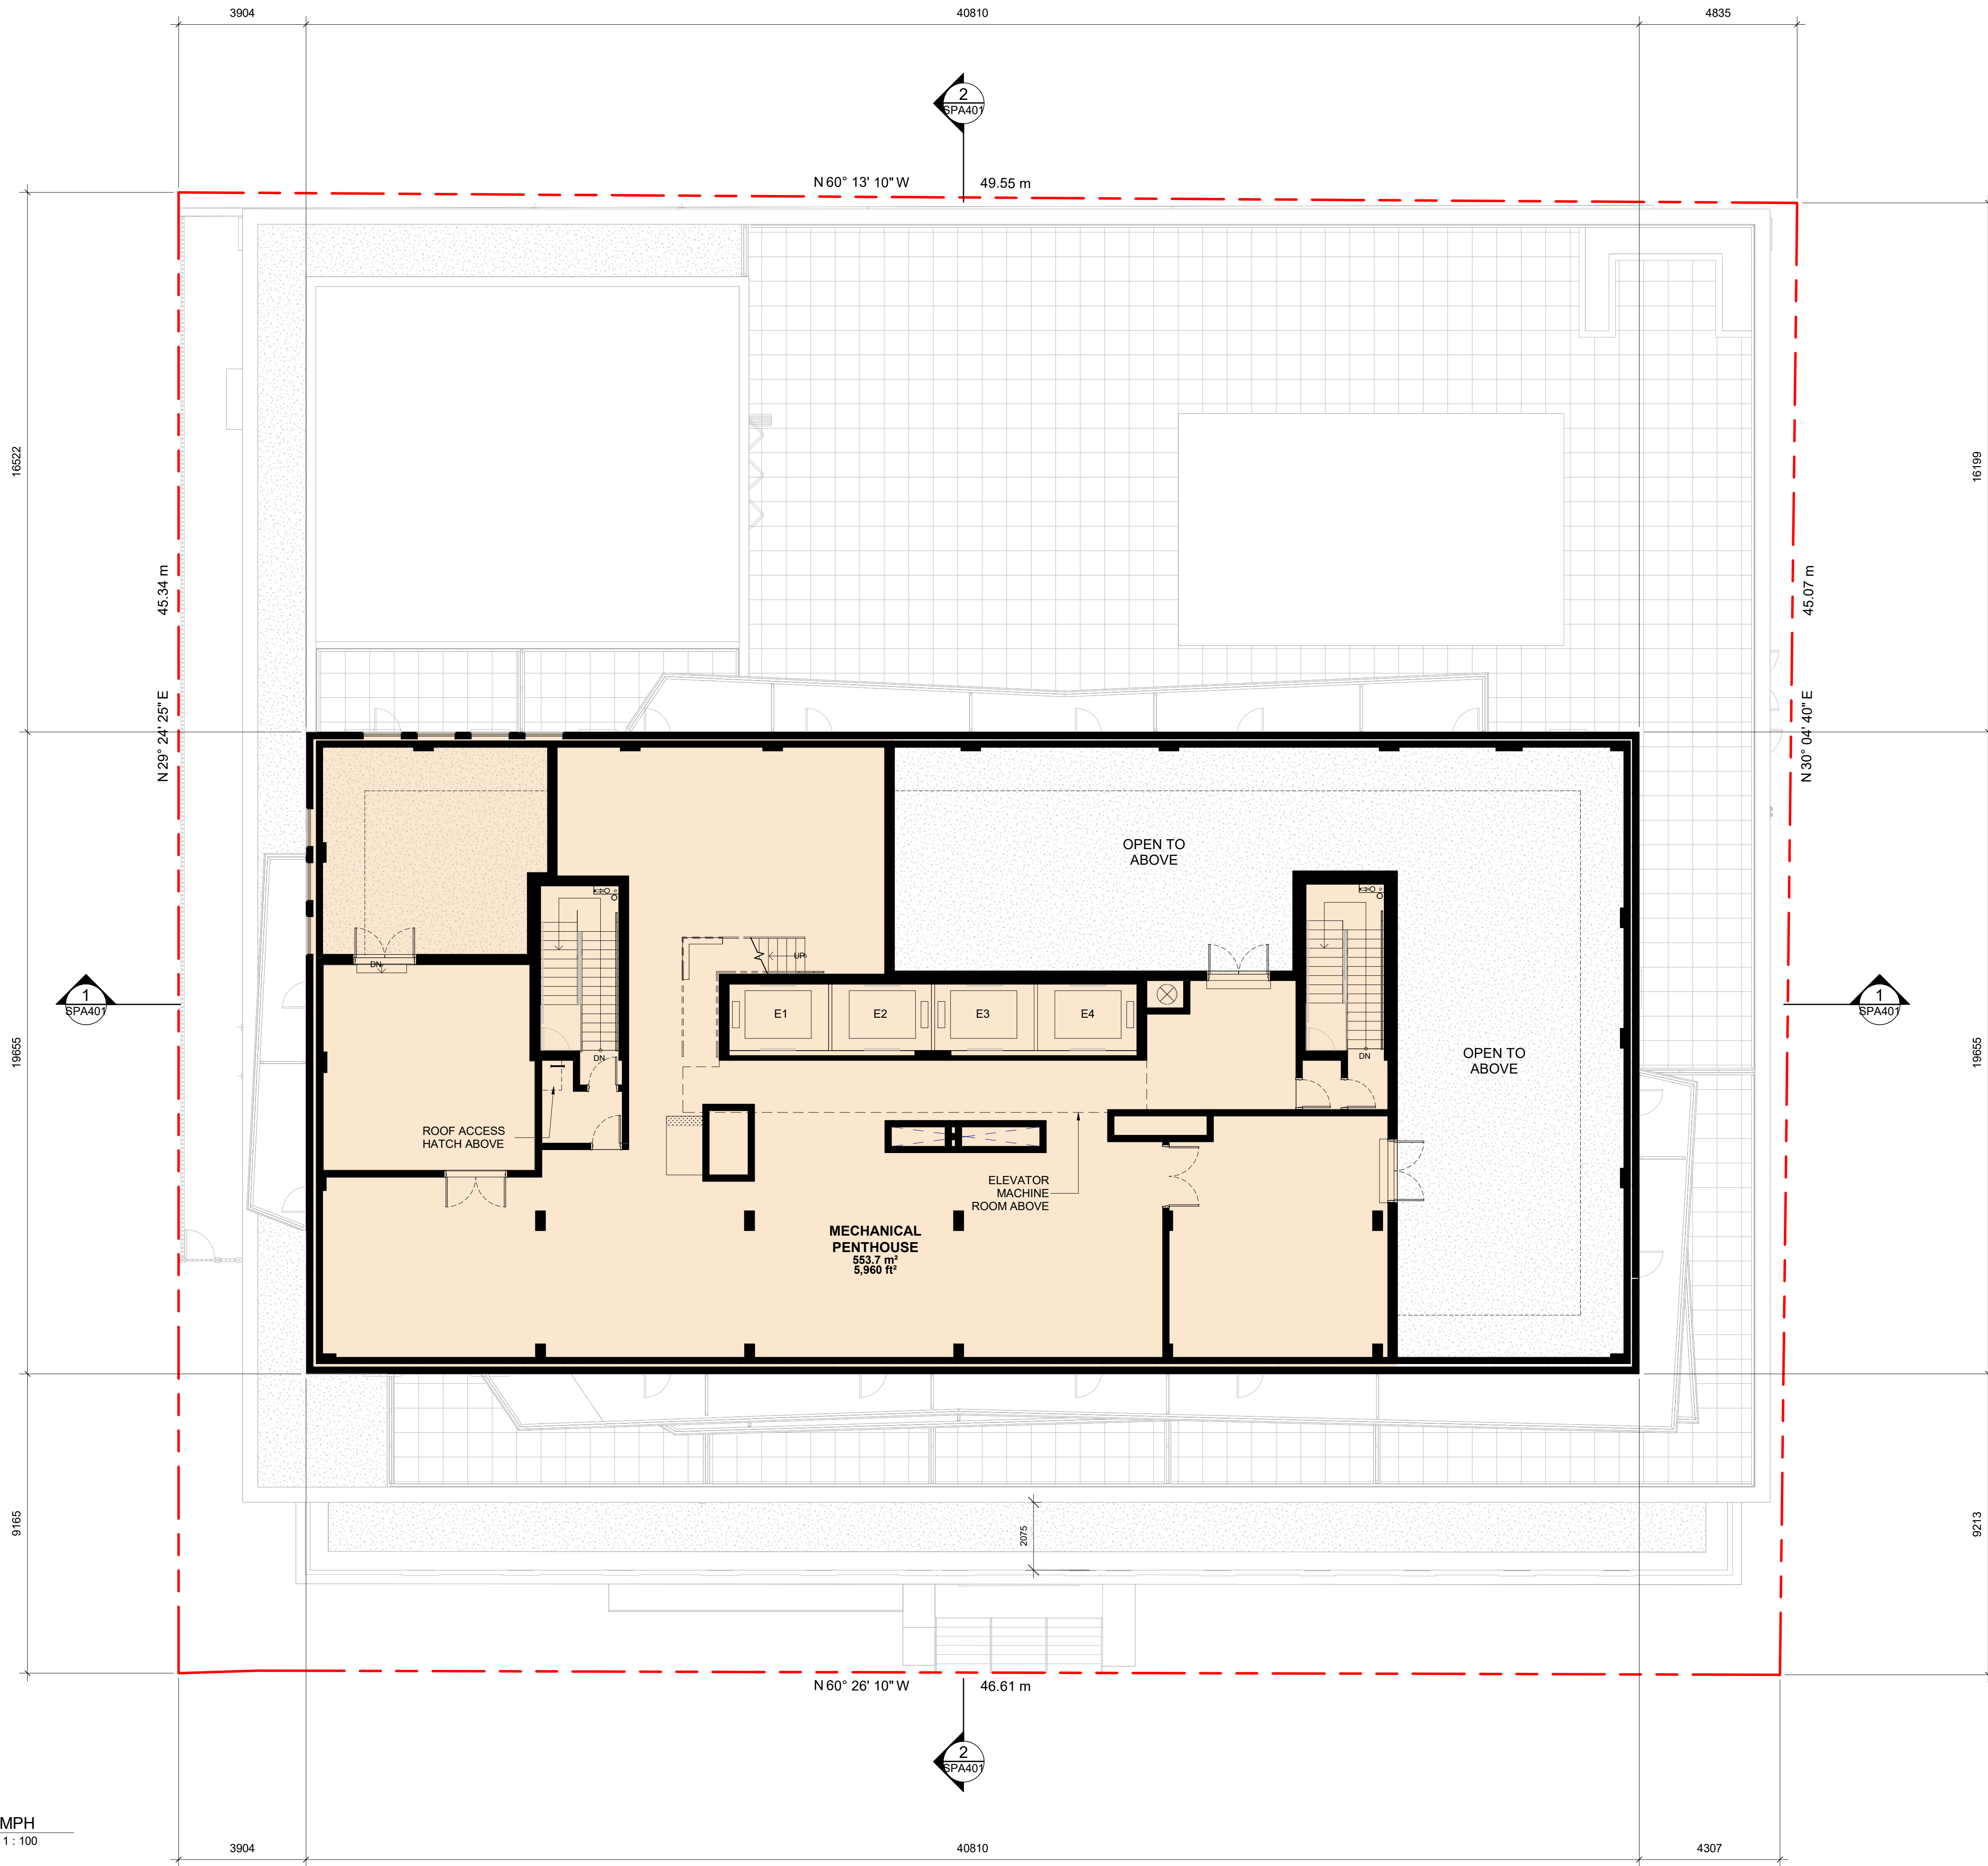 3904
40810
4835
2
SPA401
N 60° 13' 10" W
49.55 m
16522
16199
45.34 m
45.07 m
N 29° 24' 25" E
N 30° 04' 40" E
OPEN TO
ABOVE
DN
UP
1
SPA401
E1
E2
E3
E4
1
SPA401
19655
19655
DN
DN
OPEN TO
ABOVE
ROOF ACCESS
HATCH ABOVE
ELEVATOR
MACHINE
ROOM ABOVE
MECHANICAL
PENTHOUSE
553.7 m²
5,960 ft²
9165
2075
9213
N 60° 26' 10" W
46.61 m
2
SPA401
MPH
1 : 100
3904
40810
4307